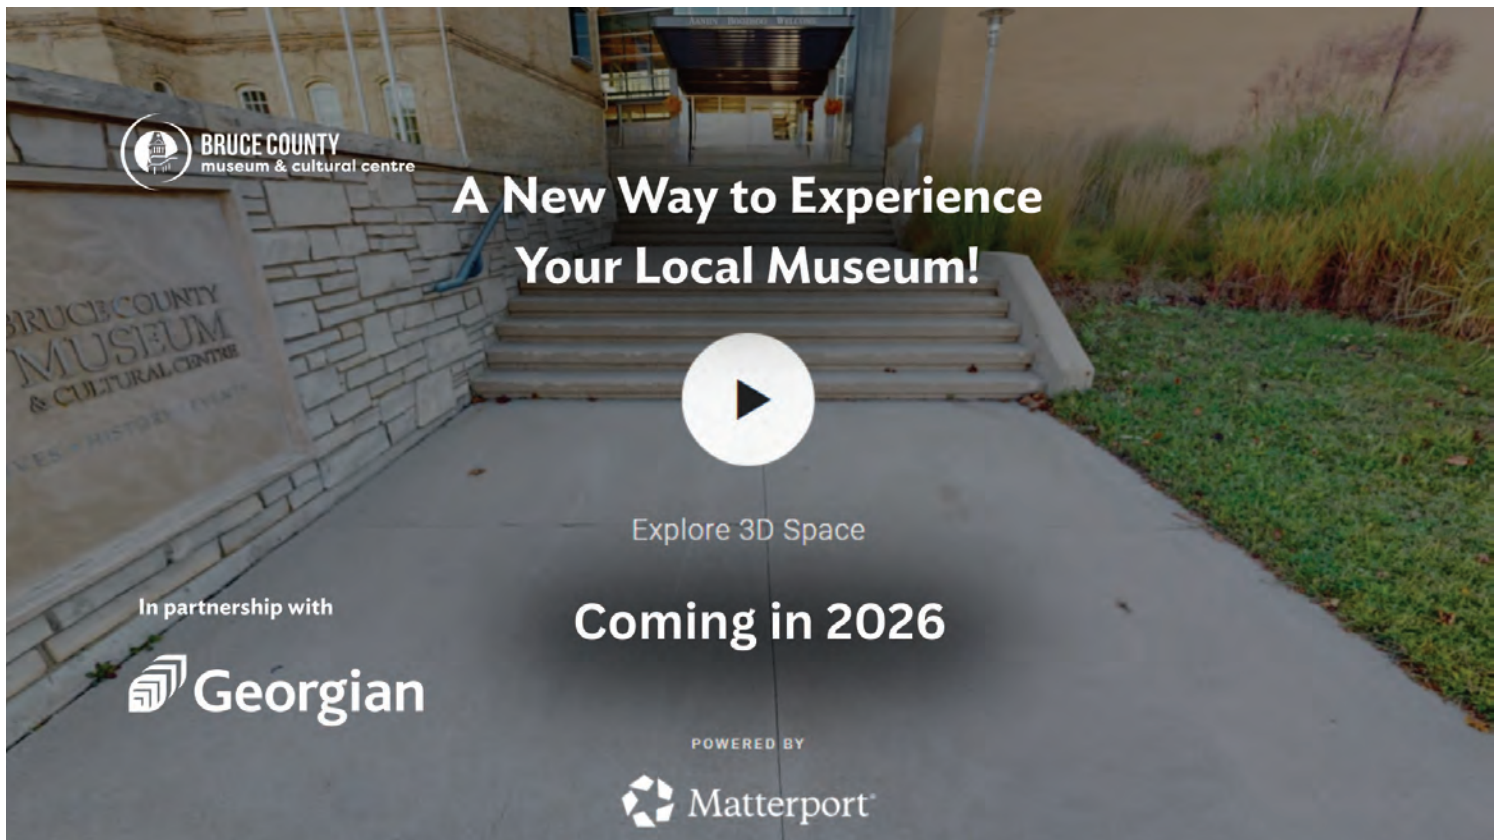 BRUCE COUNTY
museum & cultural centre
A New Way to Experience
Your Local Museum!
BRUCE COUNTY
MUSEUM
& CULTURAL CENTRE
HISTORY
Explore 3D Space
Coming in 2026
In partnership with
Georgian
POWERED BY
Matterport